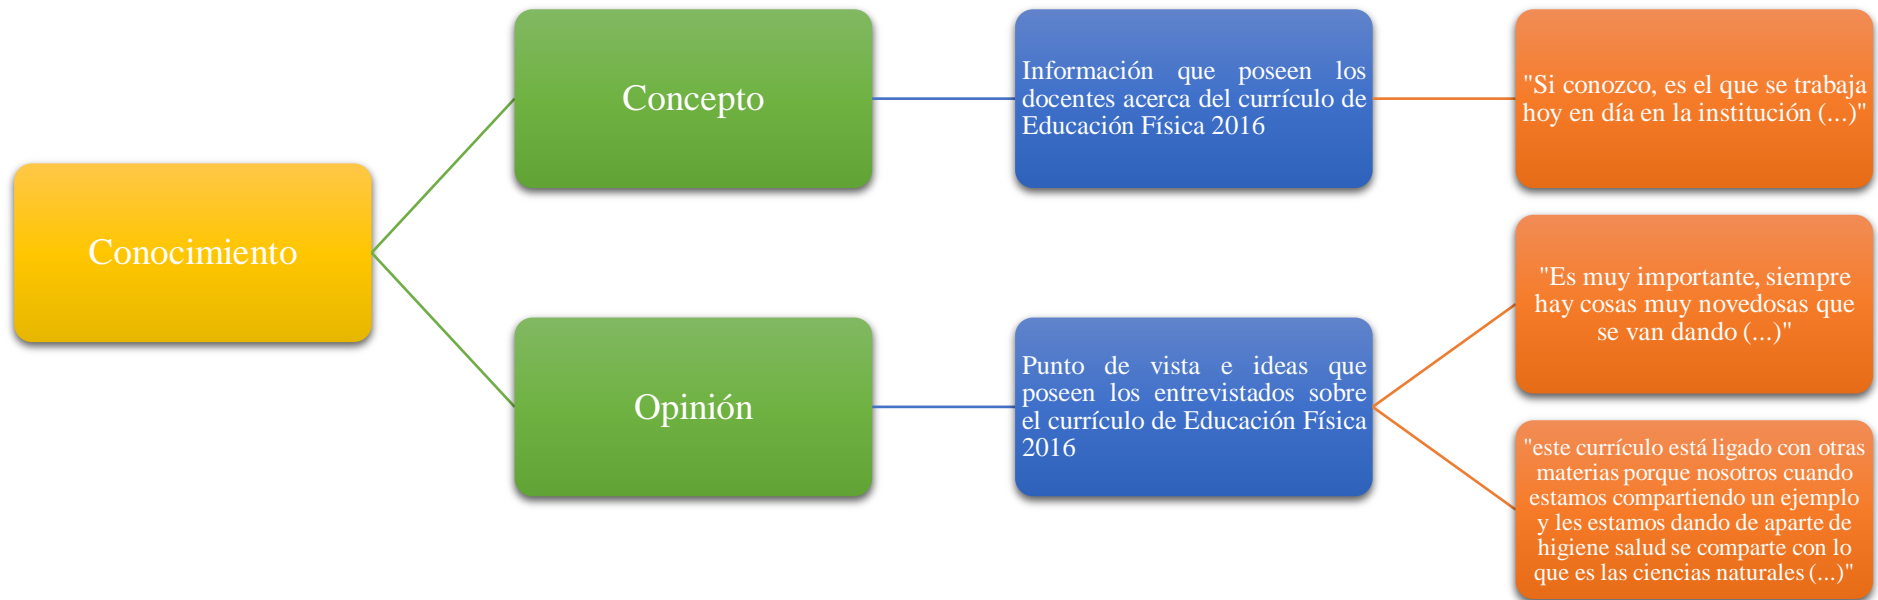 Conocimiento
Concepto
Información que poseen los
docentes acerca del currículo de
Educación Física 2016
"Si conozco, es el que se trabaja
hoy en día en la institución (...)"
Opinión
Punto de vista e ideas que
poseen los entrevistados sobre
el currículo de Educación Física
2016
"Es muy importante, siempre
hay cosas muy novedosas que
se van dando (...)"
"este currículo está ligado con otras
materias porque nosotros cuando
estamos compartiendo un ejemplo
y les estamos dando de aparte de
higiene salud se comparte con lo
que es las ciencias naturales (...)"